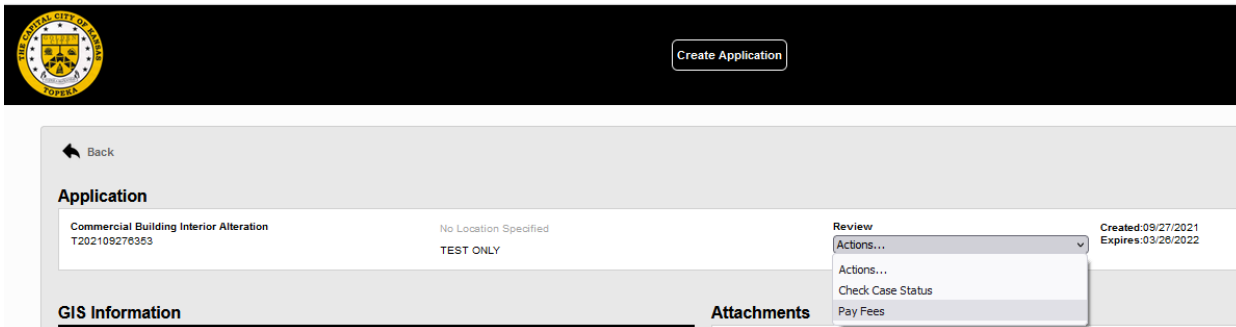 THE CAPITAL CITY OF KANSAS
TOPEKA
Create Application
Back
Application
Commercial Building Interior Alteration
T202109276353
No Location Specified
TEST ONLY
Review
Actions...
Actions...
Check Case Status
Pay Fees
Created:09/27/2021
Expires:03/26/2022
GIS Information
Attachments